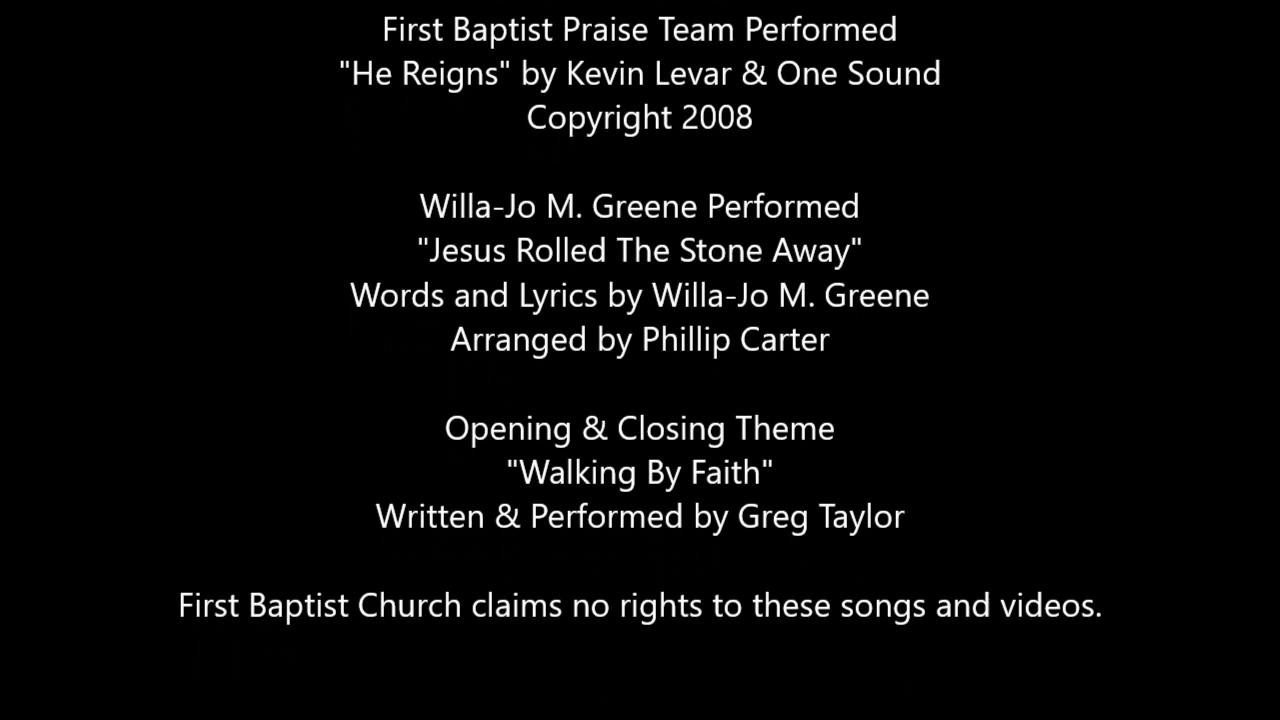 First Baptist Praise Team Performed
"He Reigns" by Kevin Levar & One Sound
Copyright 2008
Willa-Jo M. Greene Performed
"Jesus Rolled The Stone Away"
Words and Lyrics by Willa-Jo M. Greene
Arranged by Phillip Carter
Opening & Closing Theme
"Walking By Faith"
Written & Performed by Greg Taylor
First Baptist Church claims no rights to these songs and videos.